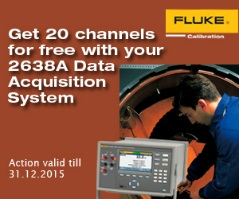 Get 20 channels
for free with your
2638A Data
Acquisition
System
FLUKE
Calibration
Action valid till
31.12.2015